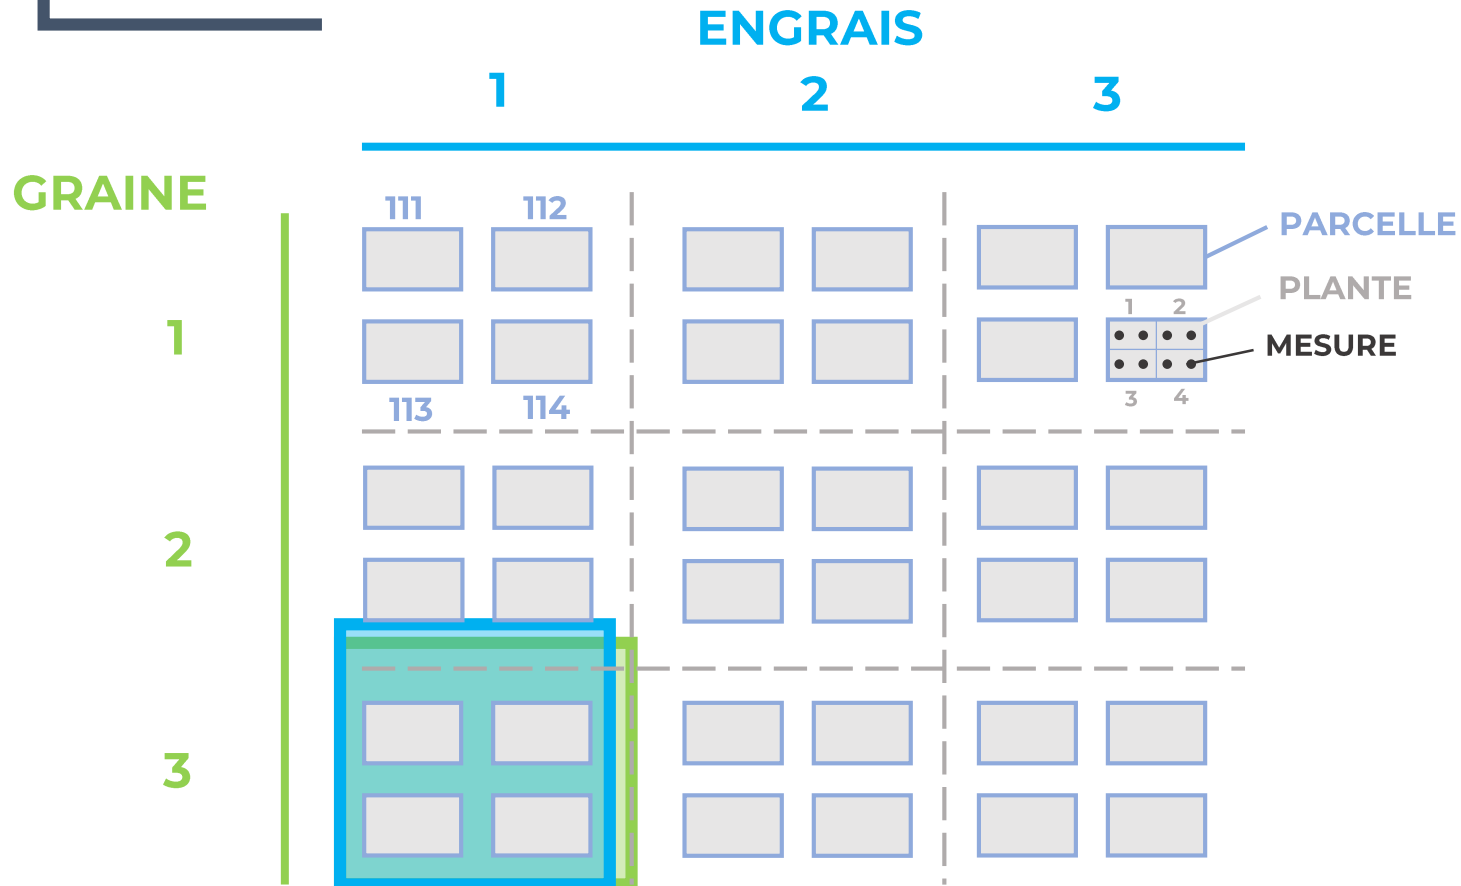 ENGRAIS
1 2 3
GRAINE
111 112
PARCELLE
PLANTE
1 2
1
MESURE
3 4
113 114
2
3